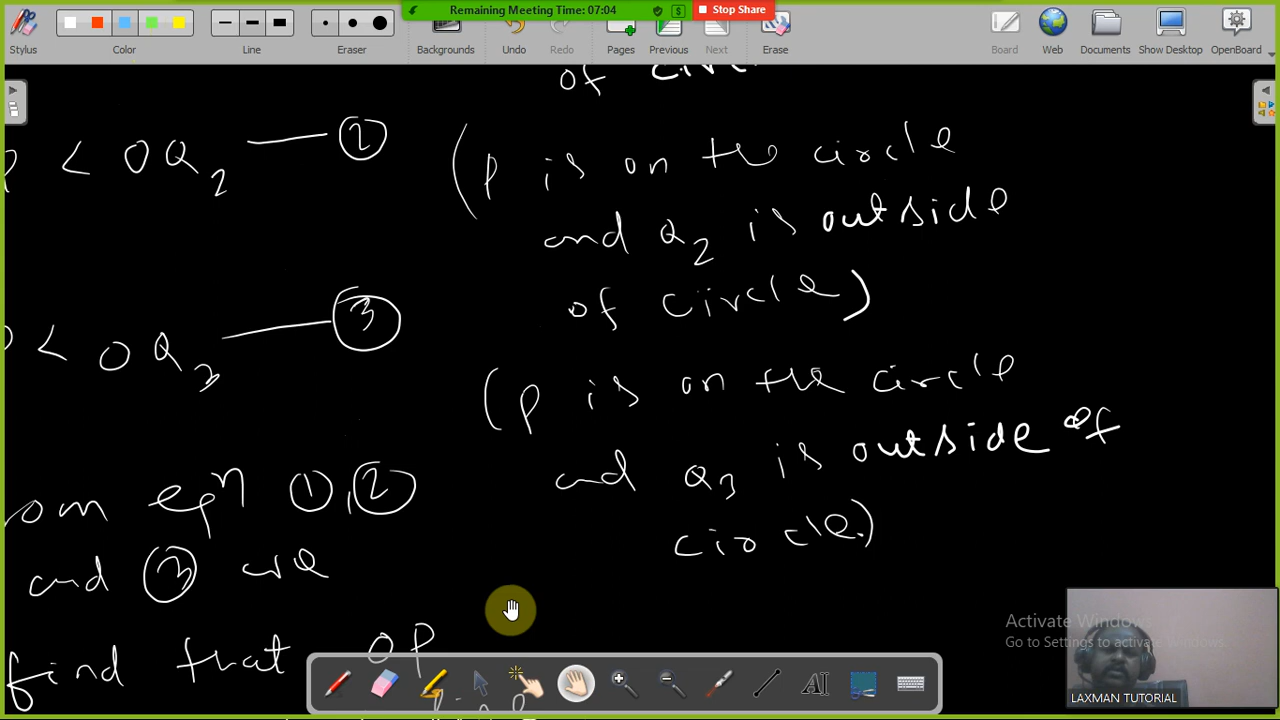 Remaining Meeting Time: 07:04
Stop Share
Stylus
Color
Line
Eraser
Backgrounds
Undo
Redo
Pages
Previous
Next
Erase
Board
Web
Documents
Show Desktop
OpenBoard
of circ
< OQ2 —— ②
(P is on the circle
and Q2 is outside
of circle)
< OQ3 —— ③
(P is on the circle
and Q3 is outside of
circle.)
rom eqn ①, ②
and ③ we
find that OP
Activate Windows
Go to Settings to activate Windows.
LAXMAN TUTORIAL